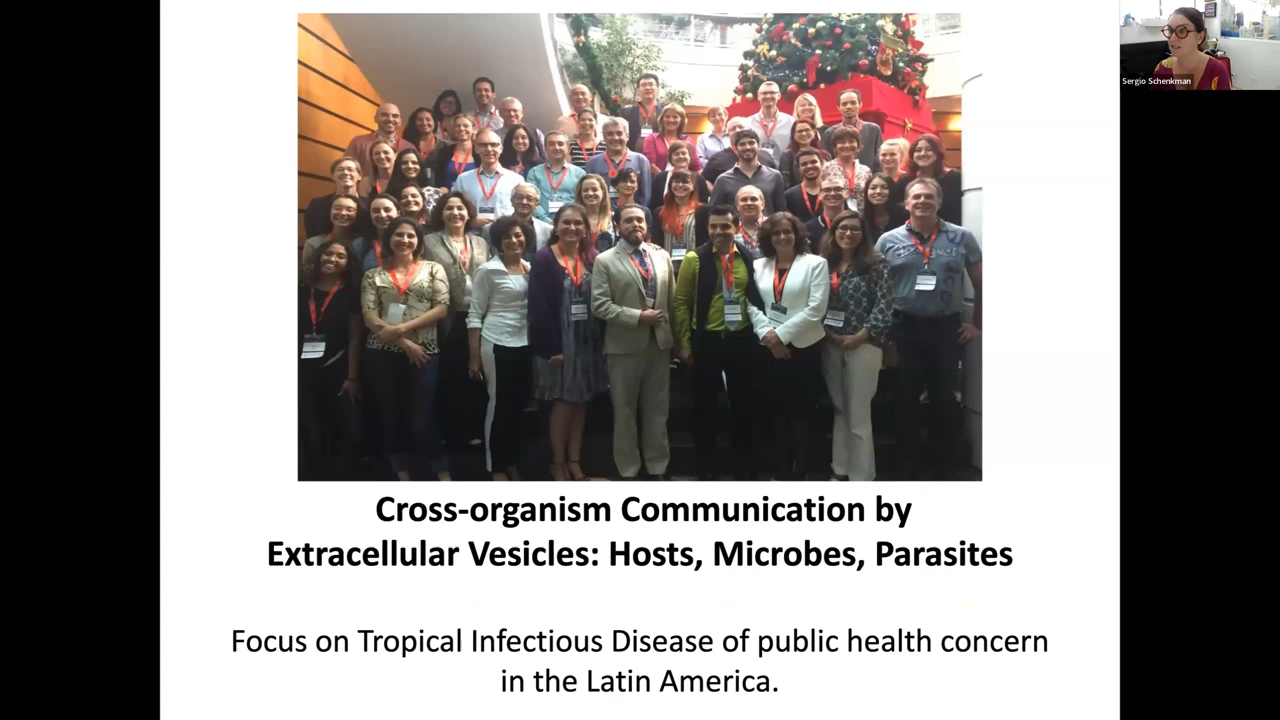 Sergio Schenkman
Cross-organism Communication by
Extracellular Vesicles: Hosts, Microbes, Parasites
Focus on Tropical Infectious Disease of public health concern
in the Latin America.